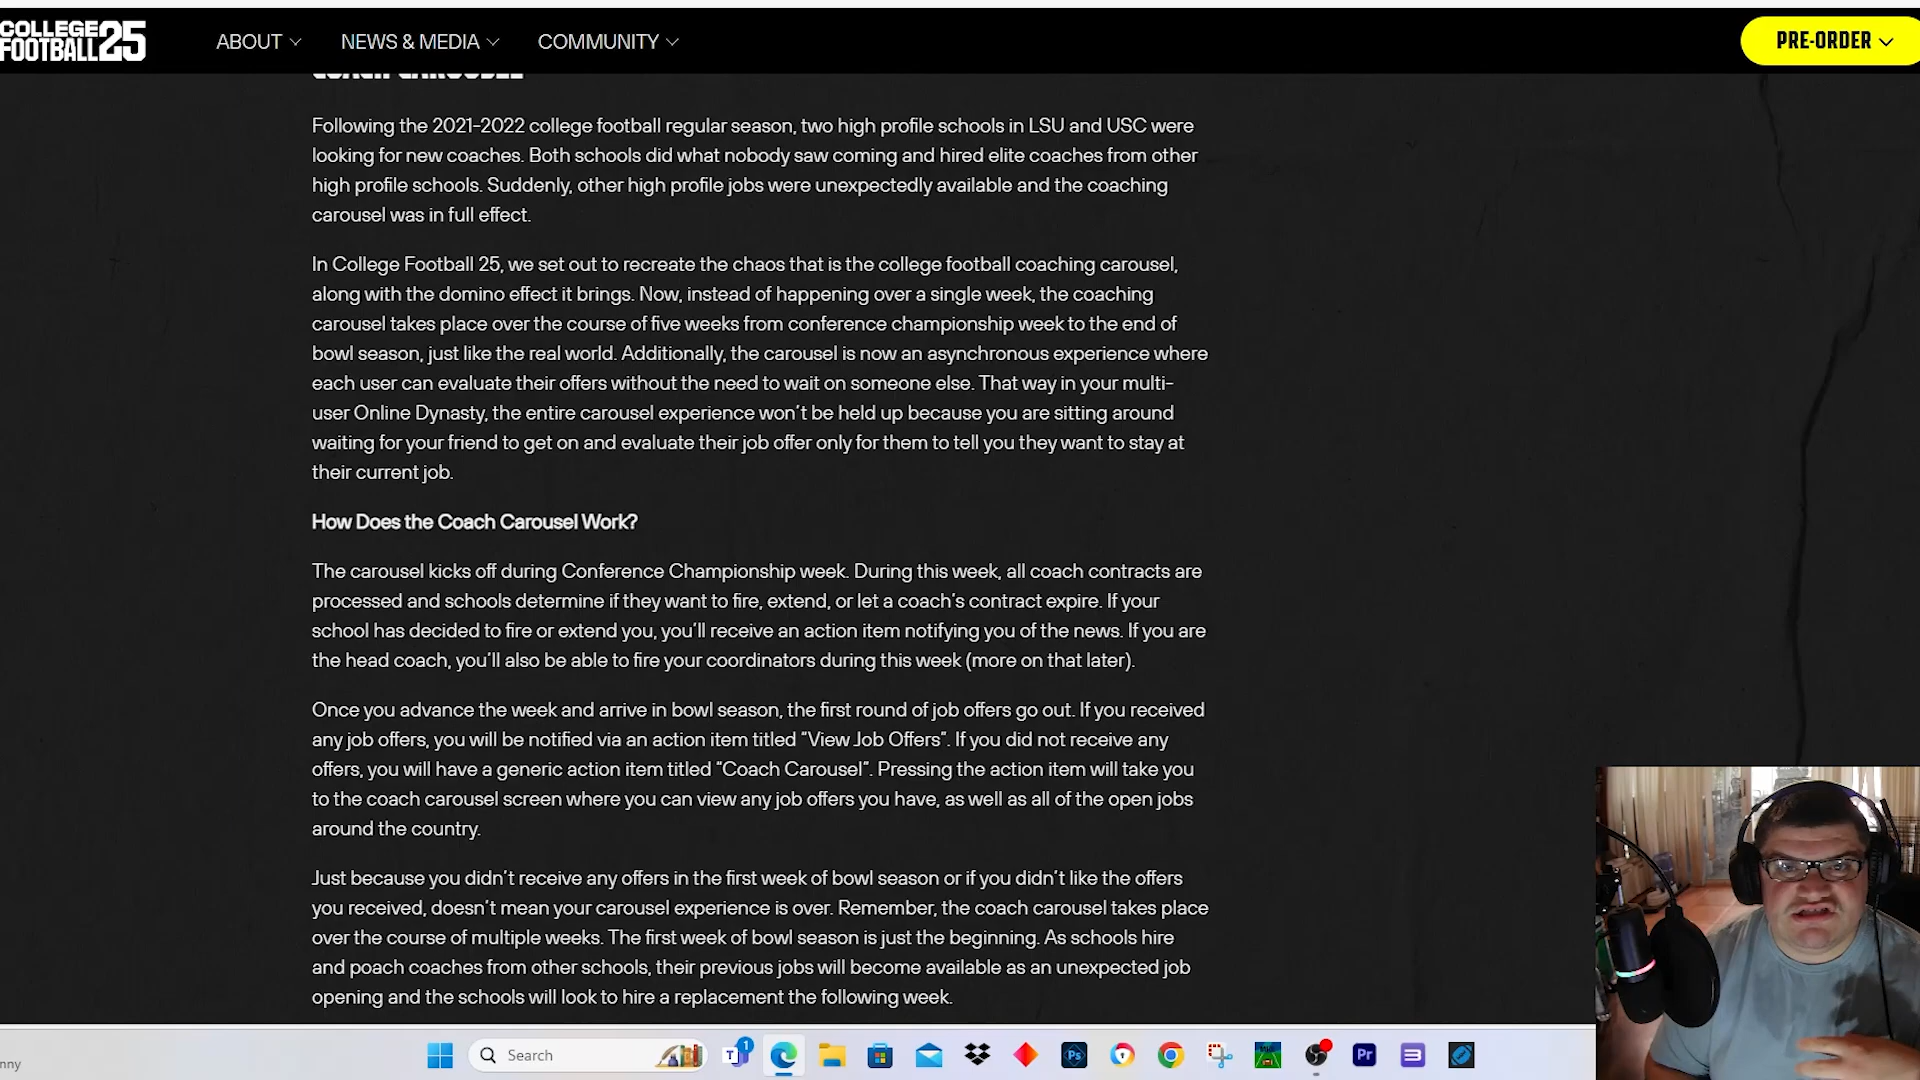 COLLEGE
FOOTBALL 25
ABOUT
NEWS & MEDIA
COMMUNITY
PRE-ORDER
COACH CAROUSEL
Following the 2021-2022 college football regular season, two high profile schools in LSU and USC were
looking for new coaches. Both schools did what nobody saw coming and hired elite coaches from other
high profile schools. Suddenly, other high profile jobs were unexpectedly available and the coaching
carousel was in full effect.
In College Football 25, we set out to recreate the chaos that is the college football coaching carousel,
along with the domino effect it brings. Now, instead of happening over a single week, the coaching
carousel takes place over the course of five weeks from conference championship week to the end of
bowl season, just like the real world. Additionally, the carousel is now an asynchronous experience where
each user can evaluate their offers without the need to wait on someone else. That way in your multi-
user Online Dynasty, the entire carousel experience won’t be held up because you are sitting around
waiting for your friend to get on and evaluate their job offer only for them to tell you they want to stay at
their current job.
How Does the Coach Carousel Work?
The carousel kicks off during Conference Championship week. During this week, all coach contracts are
processed and schools determine if they want to fire, extend, or let a coach’s contract expire. If your
school has decided to fire or extend you, you’ll receive an action item notifying you of the news. If you are
the head coach, you’ll also be able to fire your coordinators during this week (more on that later).
Once you advance the week and arrive in bowl season, the first round of job offers go out. If you received
any job offers, you will be notified via an action item titled “View Job Offers”. If you did not receive any
offers, you will have a generic action item titled “Coach Carousel”. Pressing the action item will take you
to the coach carousel screen where you can view any job offers you have, as well as all of the open jobs
around the country.
Just because you didn’t receive any offers in the first week of bowl season or if you didn’t like the offers
you received, doesn’t mean your carousel experience is over. Remember, the coach carousel takes place
over the course of multiple weeks. The first week of bowl season is just the beginning. As schools hire
and poach coaches from other schools, their previous jobs will become available as an unexpected job
opening and the schools will look to hire a replacement the following week.
nny
Search
T
1
Ps
Pr